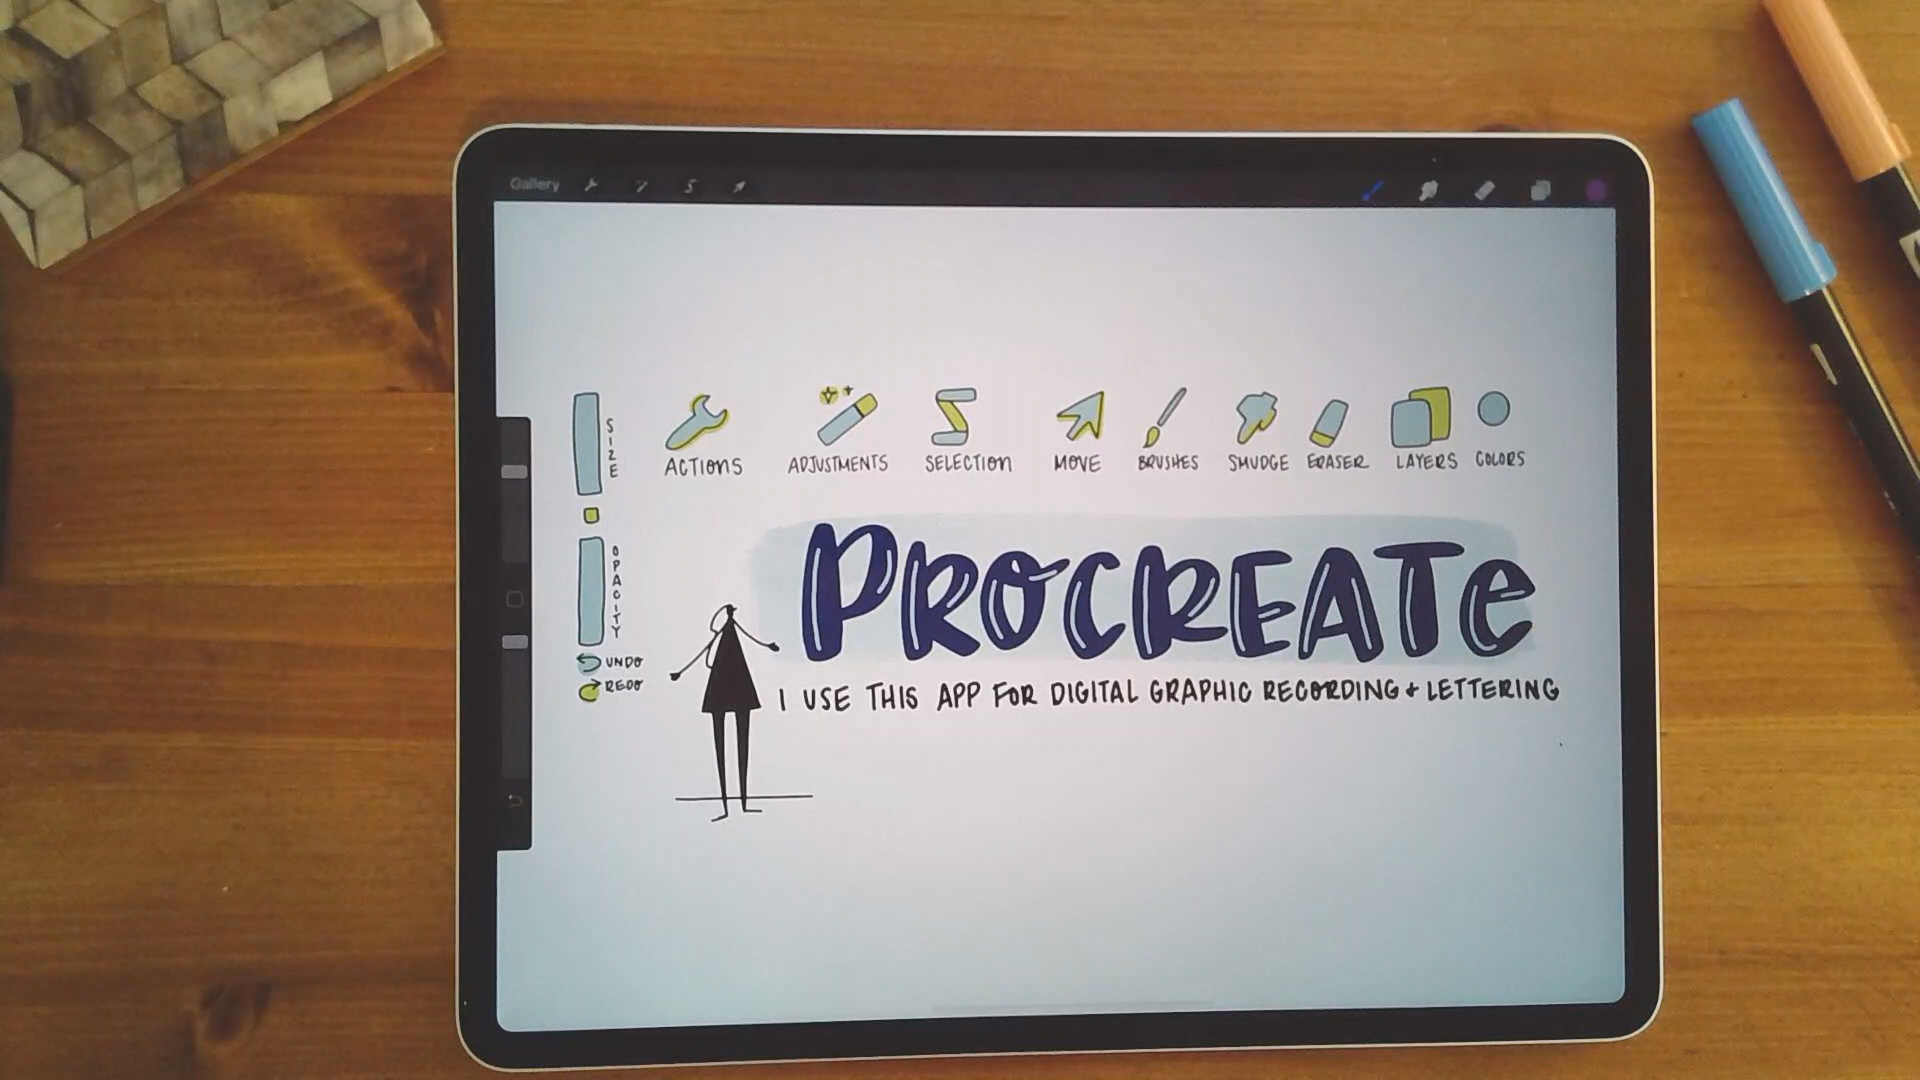 Gallery
SIZE
ACTIONS ADJUSTMENTS SELECTION MOVE BRUSHES SMUDGE ERASER LAYERS COLORS
OPACITY
PROCREATE
UNDO
REDO
I USE THIS APP FOR DIGITAL GRAPHIC RECORDING + LETTERING